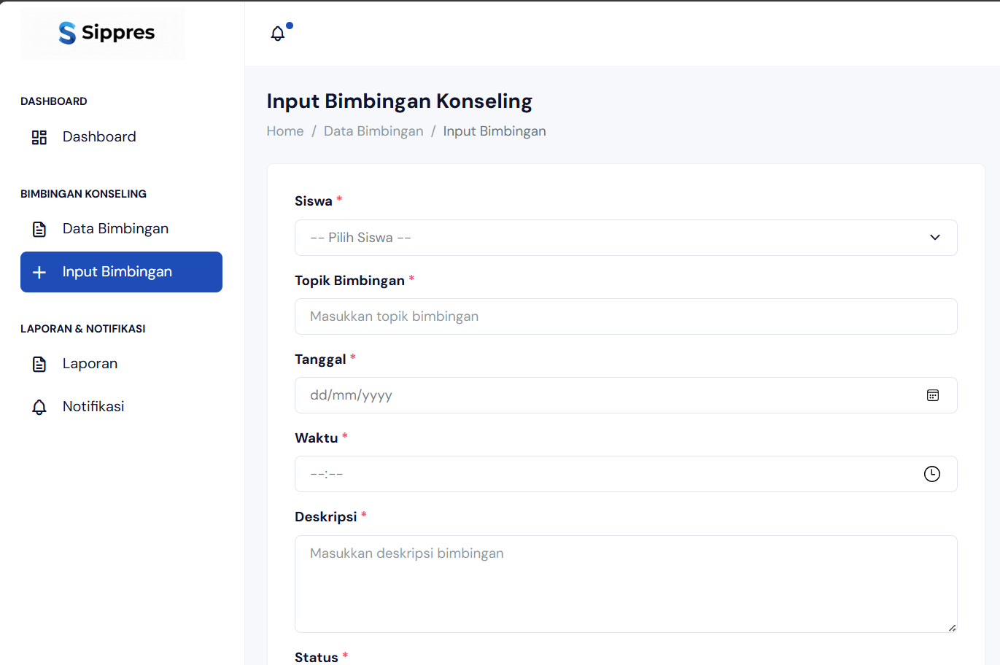 Sippres
DASHBOARD
Dashboard
BIMBINGAN KONSELING
Data Bimbingan
Input Bimbingan
LAPORAN & NOTIFIKASI
Laporan
Notifikasi
Input Bimbingan Konseling
Home / Data Bimbingan / Input Bimbingan
Siswa *
-- Pilih Siswa --
Topik Bimbingan *
Masukkan topik bimbingan
Tanggal *
dd/mm/yyyy
Waktu *
--:--
Deskripsi *
Masukkan deskripsi bimbingan
Status *